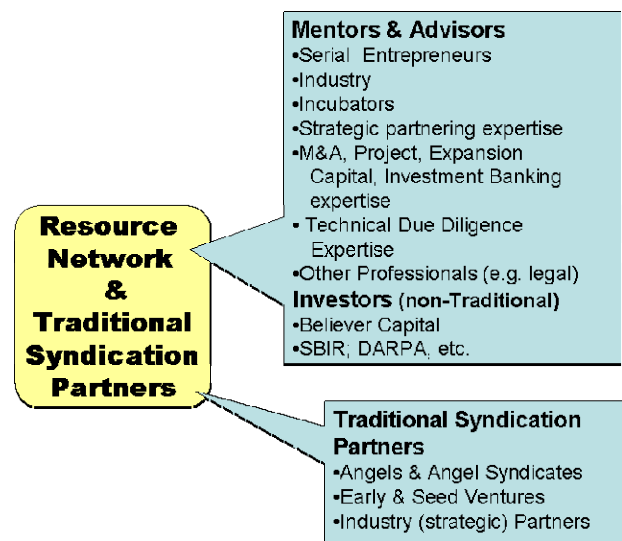 Mentors & Advisors
•Serial Entrepreneurs
•Industry
•Incubators
•Strategic partnering expertise
•M&A, Project, Expansion
Capital, Investment Banking
expertise
• Technical Due Diligence
Expertise
•Other Professionals (e.g. legal)
Investors (non-Traditional)
•Believer Capital
•SBIR; DARPA, etc.
Resource
Network
&
Traditional
Syndication
Partners
Traditional Syndication
Partners
•Angels & Angel Syndicates
•Early & Seed Ventures
•Industry (strategic) Partners